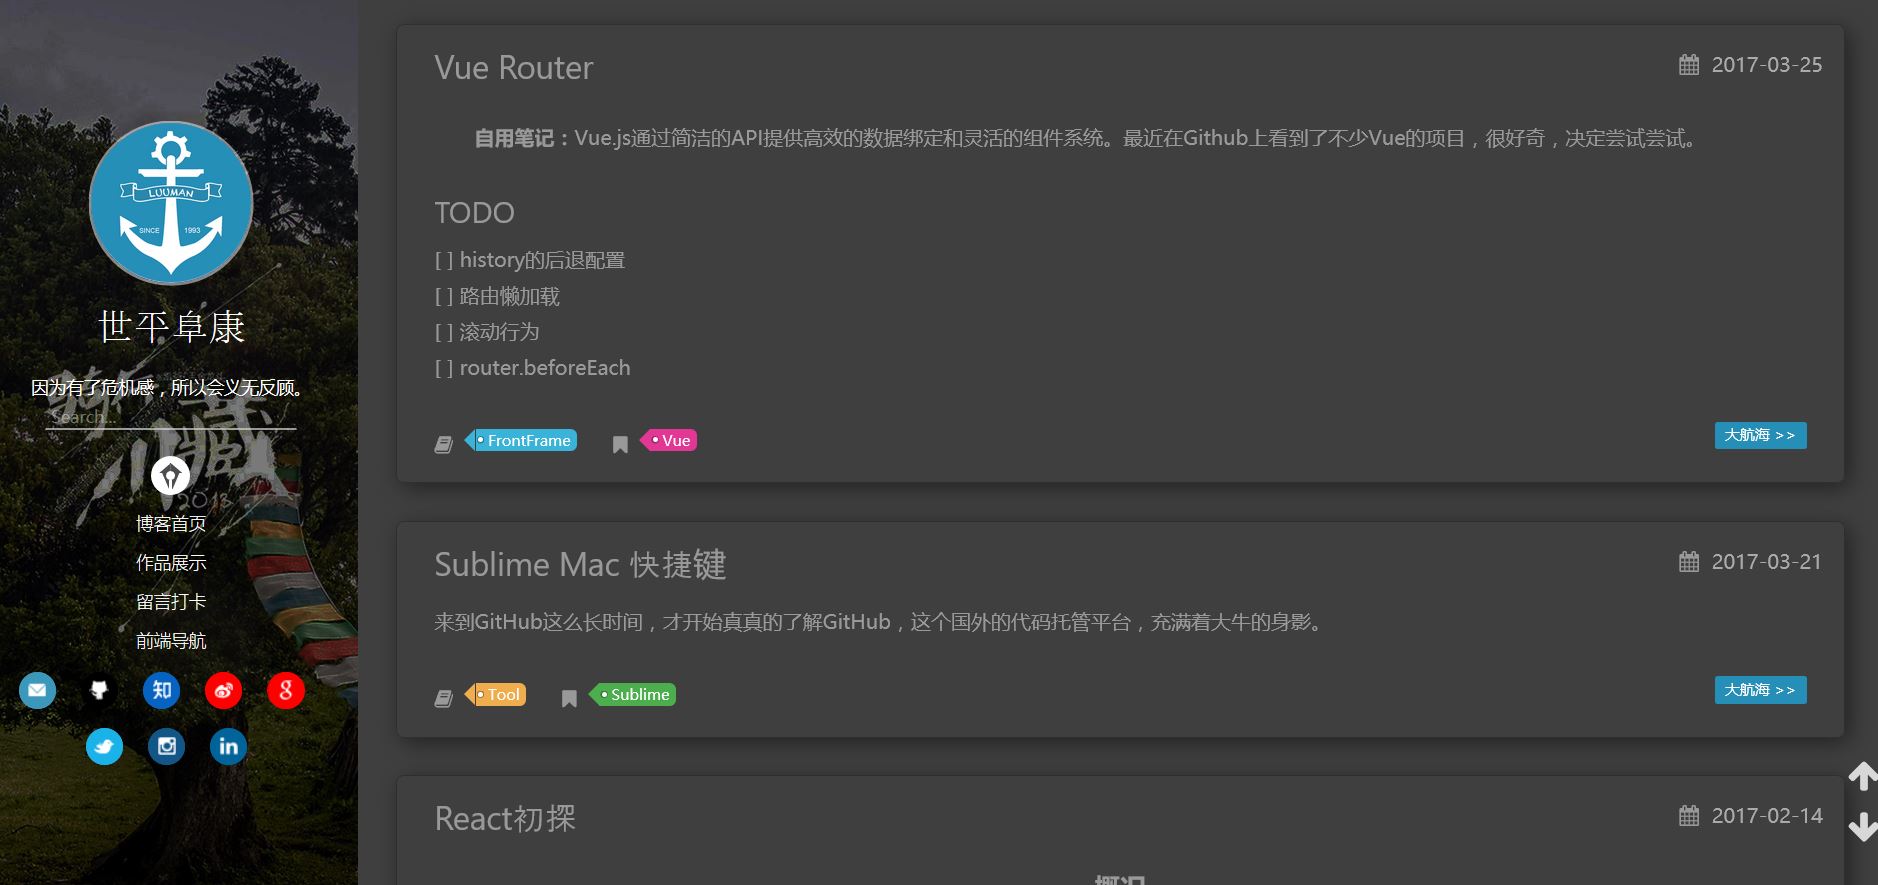 LUUMAN
SINCE 1993
世平阜康
因为有了危机感，所以会义无反顾。
Search...
2013
博客首页
作品展示
留言打卡
前端导航
知
g
in
Vue Router
2017-03-25
自用笔记：Vue.js通过简洁的API提供高效的数据绑定和灵活的组件系统。最近在Github上看到了不少Vue的项目，很好奇，决定尝试尝试。
TODO
[ ] history的后退配置
[ ] 路由懒加载
[ ] 滚动行为
[ ] router.beforeEach
FrontFrame
Vue
大航海 >>
Sublime Mac 快捷键
2017-03-21
来到GitHub这么长时间，才开始真真的了解GitHub，这个国外的代码托管平台，充满着大牛的身影。
Tool
Sublime
大航海 >>
React初探
2017-02-14
概况